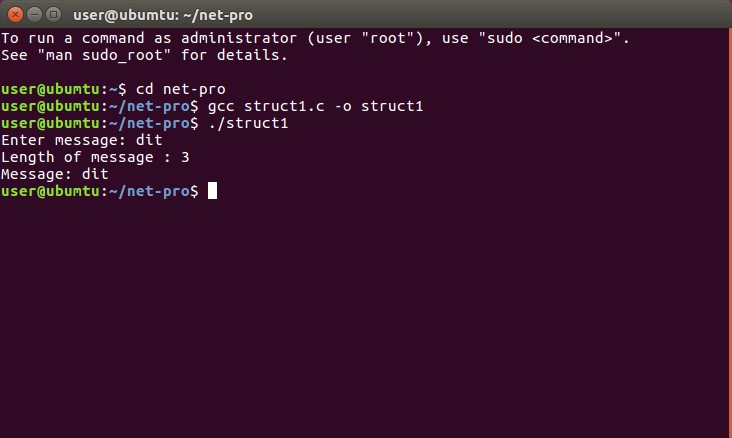 user@ubumtu: ~/net-pro
To run a command as administrator (user "root"), use "sudo <command>".
See "man sudo_root" for details.
user@ubumtu:~$ cd net-pro
user@ubumtu:~/net-pro$ gcc struct1.c -o struct1
user@ubumtu:~/net-pro$ ./struct1
Enter message: dit
Length of message : 3
Message: dit
user@ubumtu:~/net-pro$